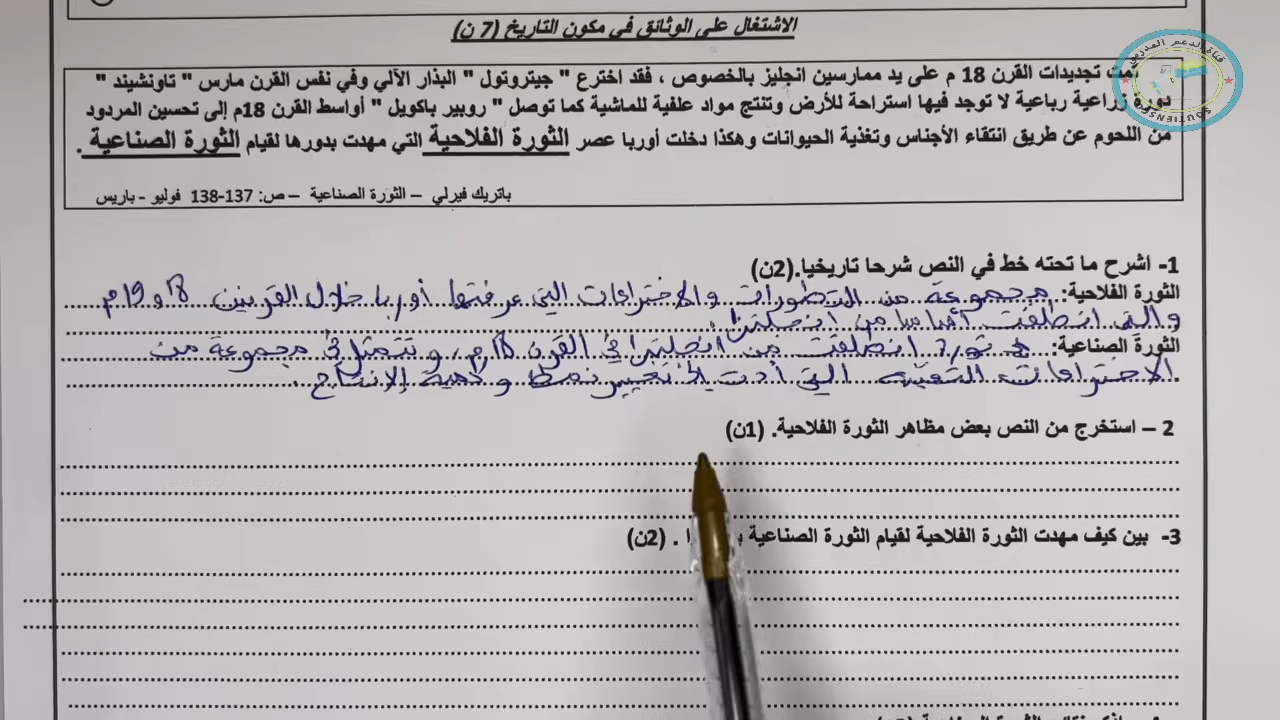 الاشتغال على الوثائق في مكون التاريخ (7 ن)
قناة الدعم المدرسي
SOUTIENSCO
تمت تجديدات القرن 18 م على يد ممارسين انجليز بالخصوص ، فقد اخترع " جيتروتول " البذار الآلي وفي نفس القرن مارس " تاونشيند "
دورة زراعية رباعية لا توجد فيها استراحة للأرض وتنتج مواد علفية للماشية كما توصل " روبير باكويل " أواسط القرن 18م إلى تحسين المردود
من اللحوم عن طريق انتقاء الأجناس وتغذية الحيوانات وهكذا دخلت أوربا عصر الثورة الفلاحية التي مهدت بدورها لقيام الثورة الصناعية .
باتريك فيرلي – الثورة الصناعية – ص: 137-138 فوليو - باريس
1- اشرح ما تحته خط في النص شرحا تاريخيا.(2ن)
الثورة الفلاحية: مجموعة من التطورات والاختراعات التي عرفتها أوربا خلال القرنين 18 و 19م
والتي انطلقت أساسا من انجلترا
الثورة الصناعية: هي ثورة انطلقت من انجلترا في القرن 18م، وتتمثل في مجموعة من
الاختراعات التقنية التي أدت إلى تغيير نمط و كمية الإنتاج .
2 – استخرج من النص بعض مظاهر الثورة الفلاحية. (1ن)
3- بين كيف مهدت الثورة الفلاحية لقيام الثورة الصناعية . (2ن)